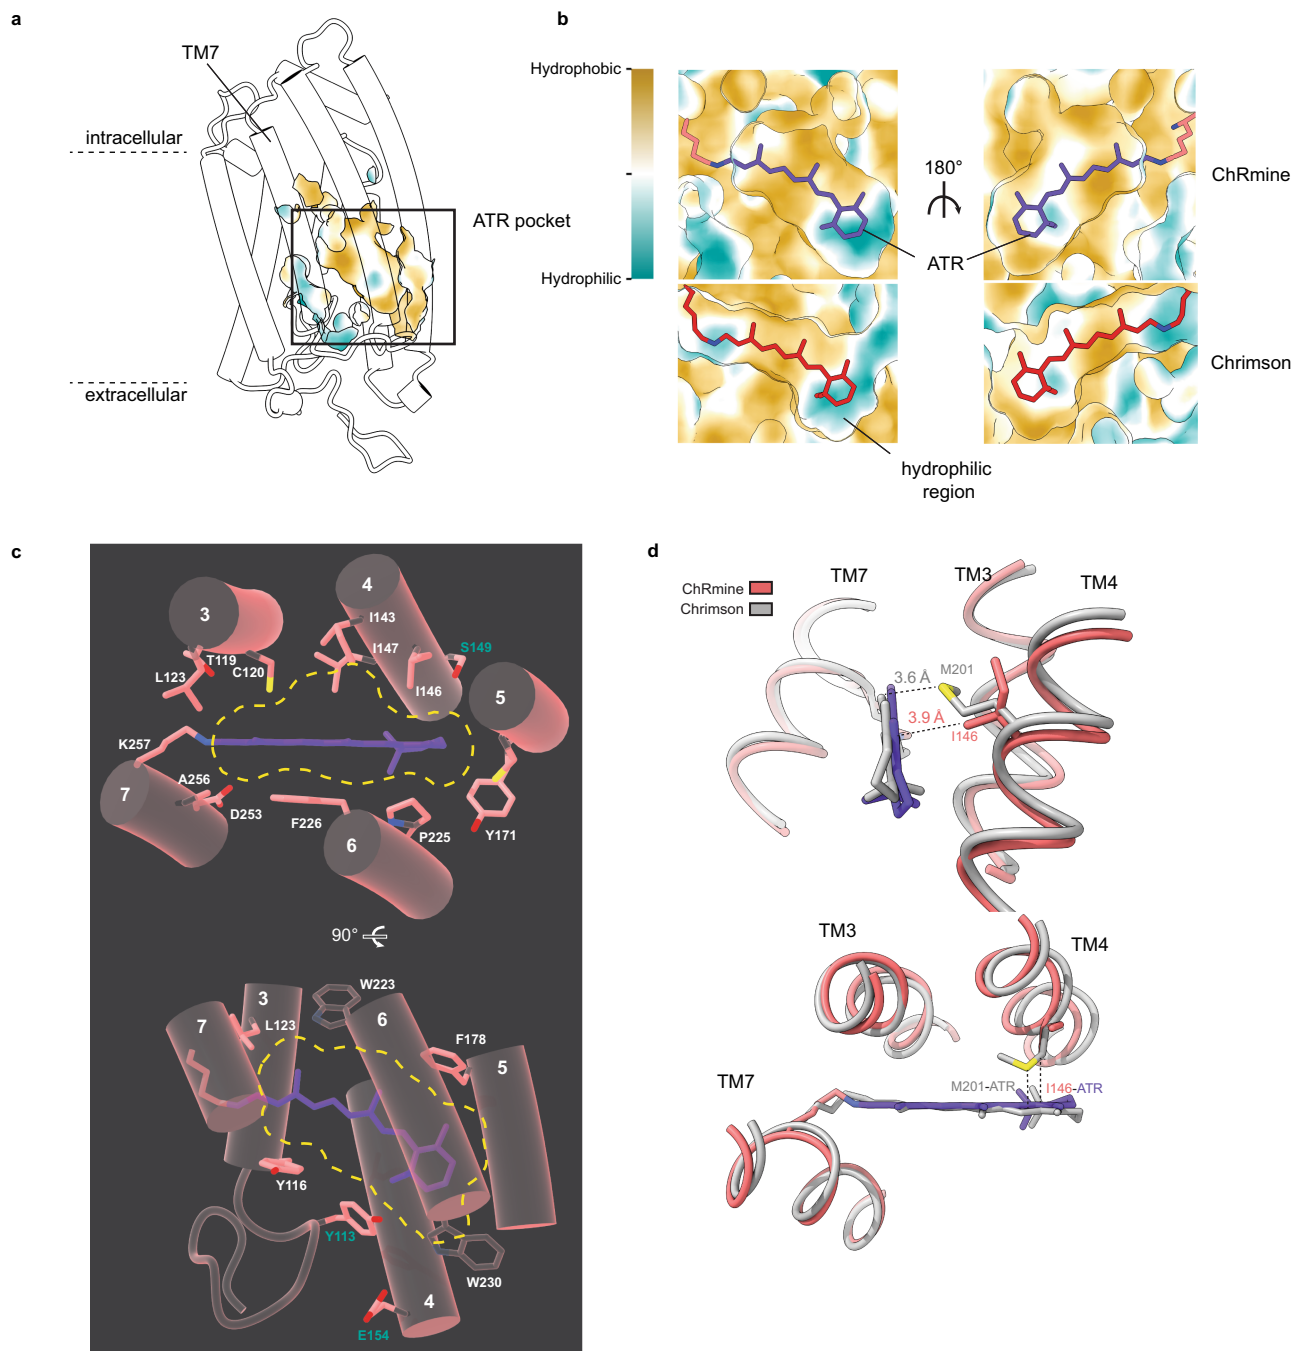 a
TM7
intracellular
ATR pocket
extracellular
b
Hydrophobic
Hydrophilic
180°
ChRmine
ATR
Chrimson
hydrophilic
region
c
3
4
I143
T119
I147
S149
L123
C120
I146
5
K257
A256
7
D253
F226
6
P225
Y171
90°
W223
3
6
7
L123
F178
5
Y116
Y113
W230
4
E154
d
TM7
TM3
ChRmine
TM4
Chrimson
3.6 Å
M201
3.9 Å
I146
TM3
TM4
TM7
M201-ATR
I146-ATR